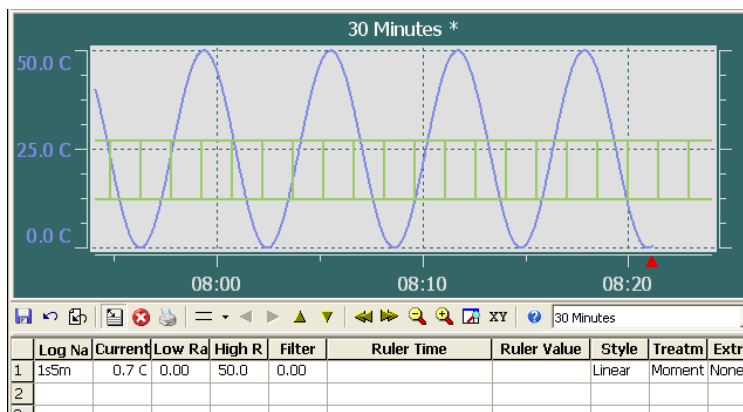 30 Minutes *
50.0 C
25.0 C
0.0 C
08:00 08:10 08:20
XY 30 Minutes
Log Na Current Low Ra High R Filter Ruler Time Ruler Value Style Treatm Extr
1 1s5m 0.7 C 0.00 50.0 0.00 Linear Moment None
2